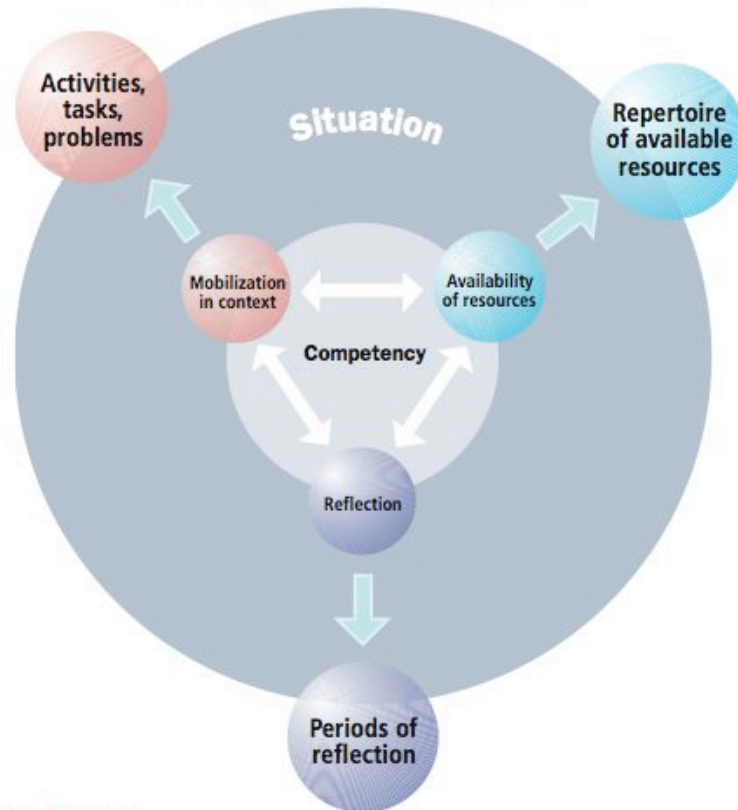 Activities,
tasks,
problems
Situation
Repertoire
of available
resources
Mobilization
in context
Availability
of resources
Competency
Reflection
Periods of
reflection